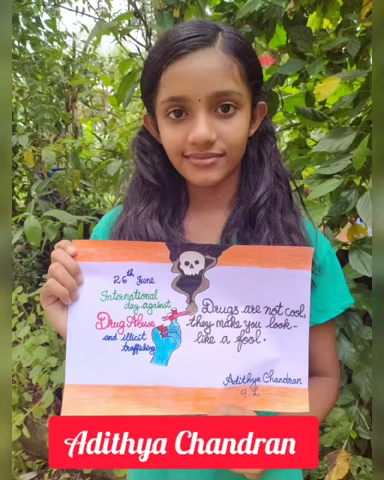 26th June
International
day against
Drug Abuse
and illicit
trafficking
Drugs are not cool,
they make you look-
like a fool.
Adithya Chandran
9.L
Adithya Chandran